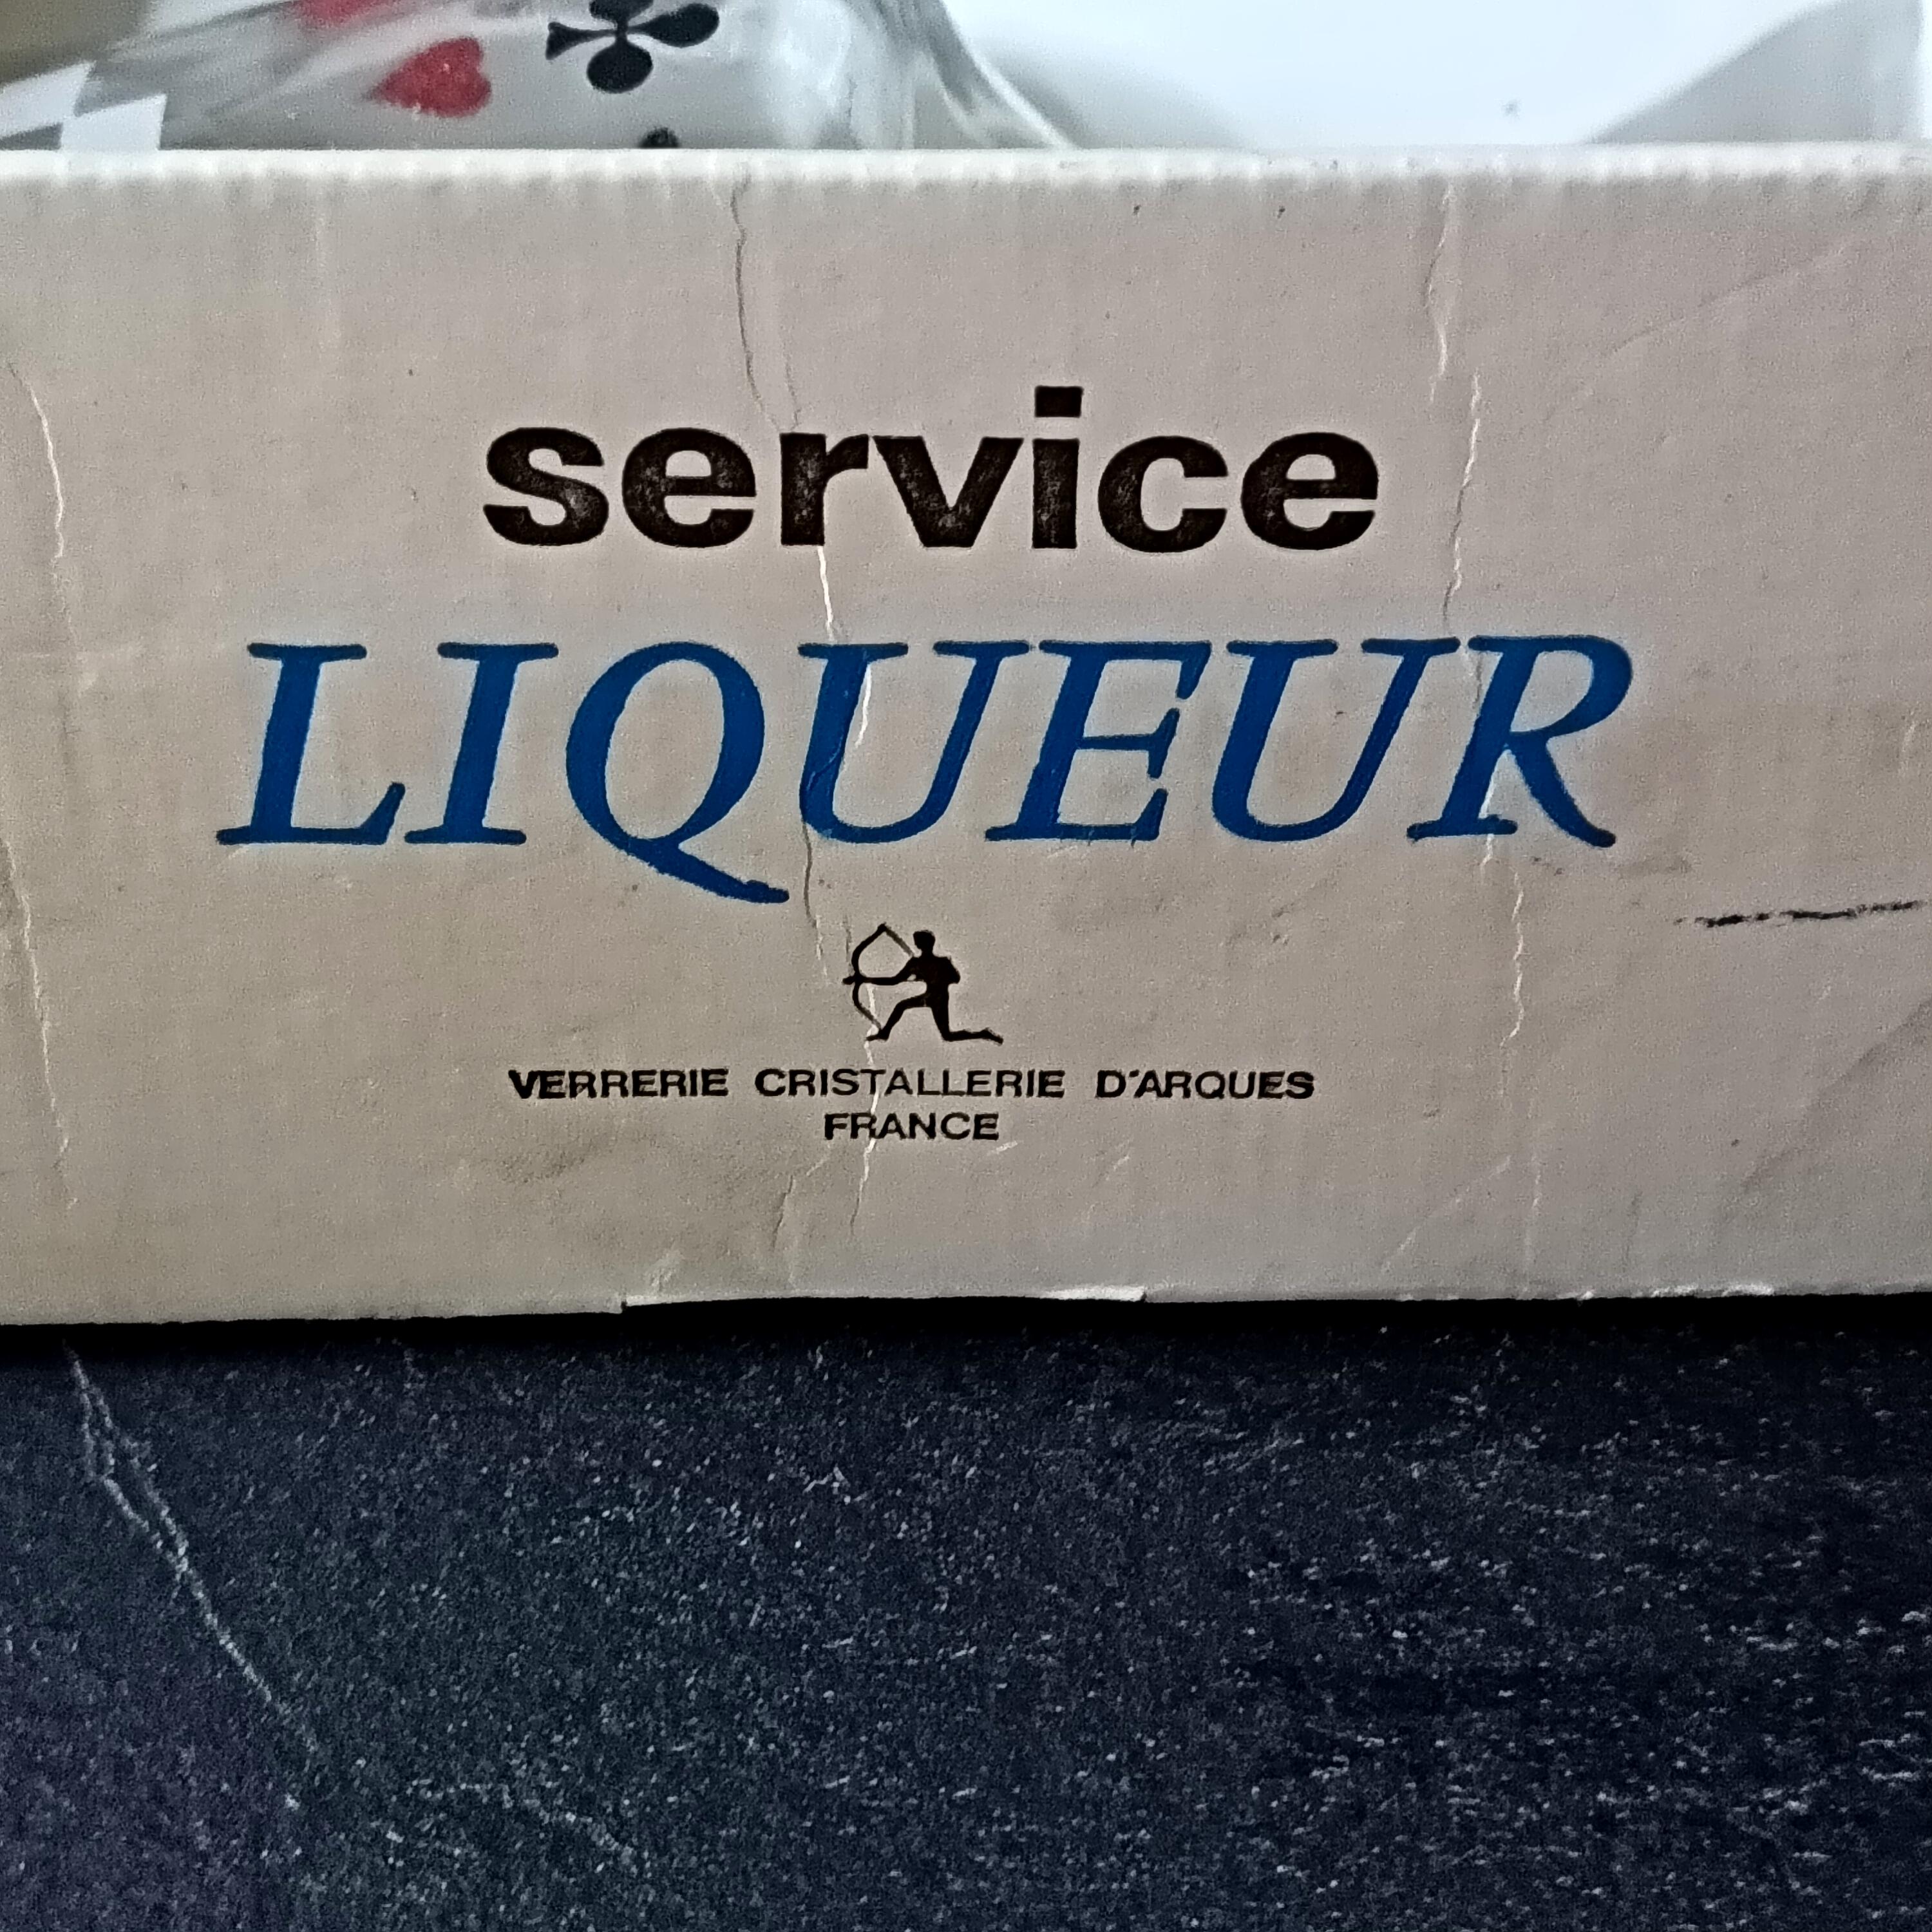 service
LIQUEUR
VERRERIE CRISTALLERIE D'ARQUES
FRANCE